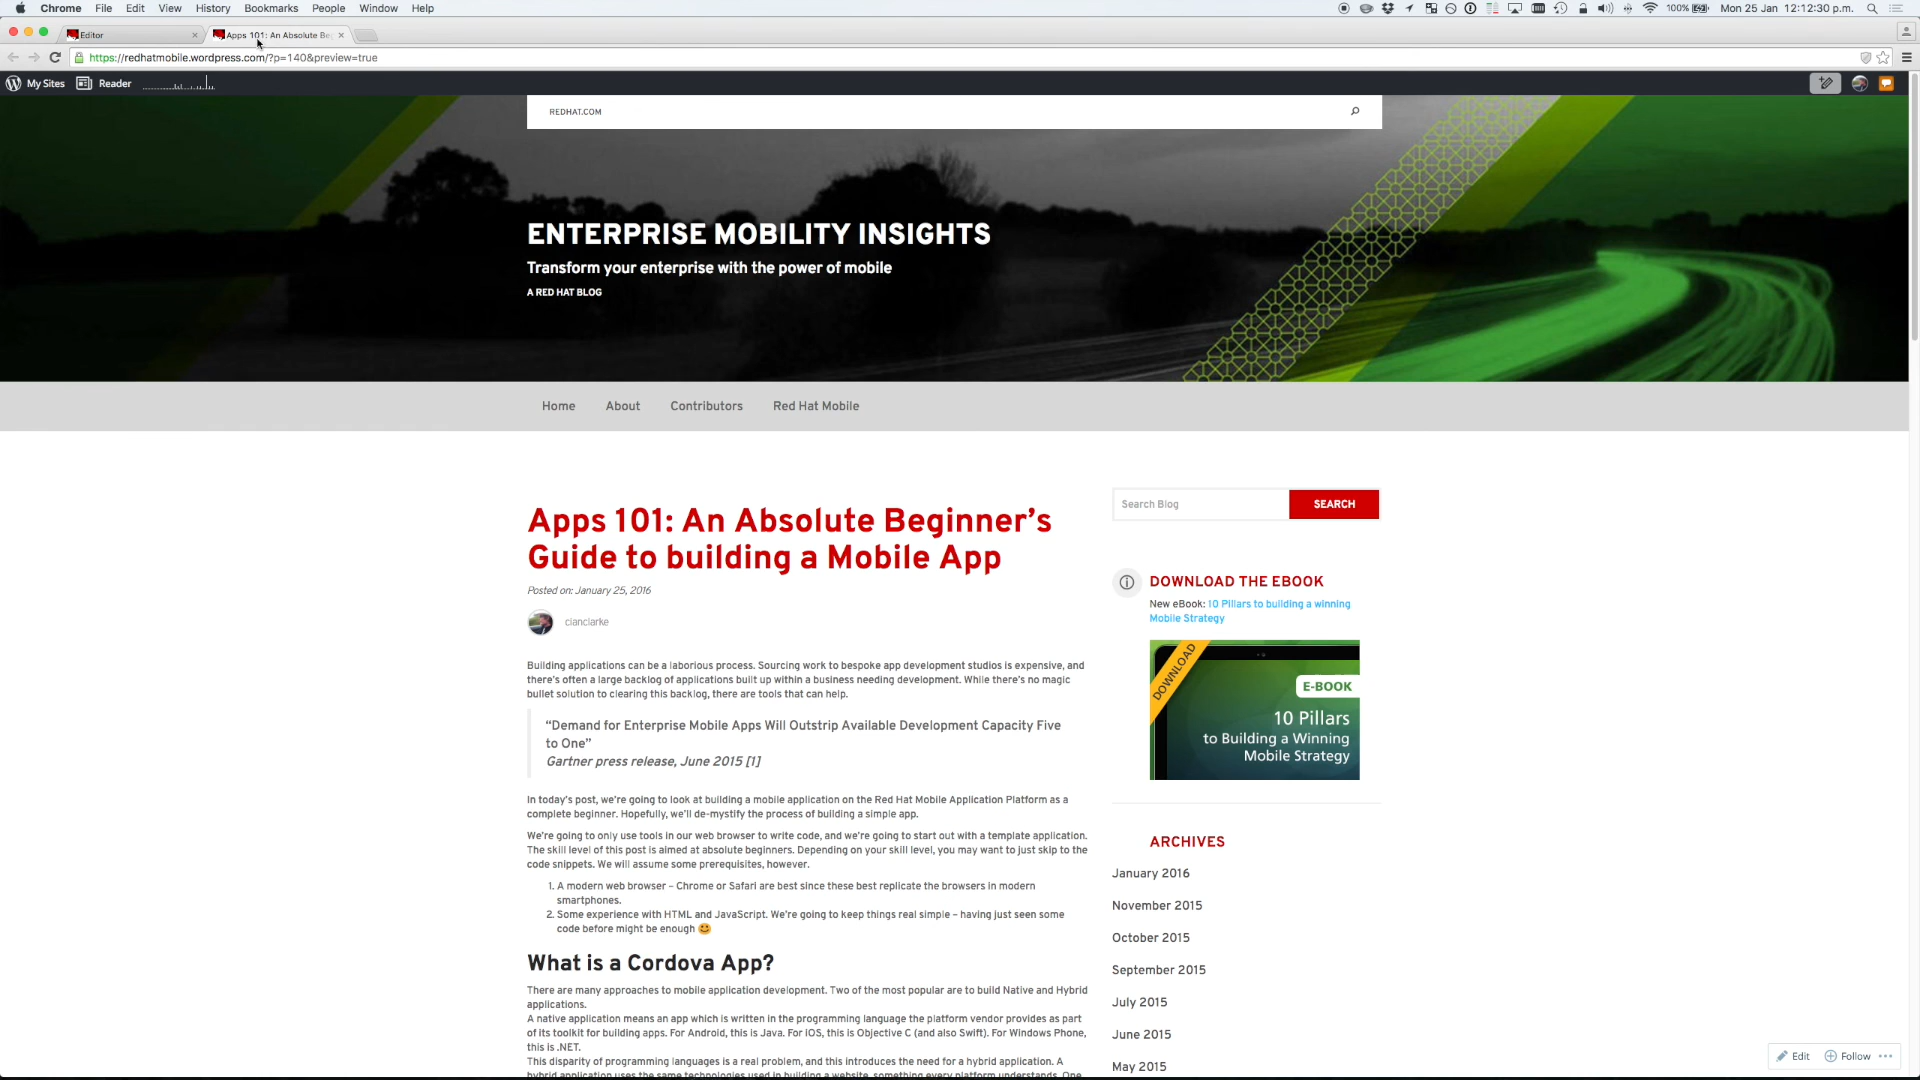 Chrome File Edit View History Bookmarks People Window Help 100% Mon 25 Jan 12:12:30 p.m.
Editor Apps 101: An Absolute Beg
https://redhatmobile.wordpress.com/?p=140&preview=true
My Sites Reader
REDHAT.COM
ENTERPRISE MOBILITY INSIGHTS
Transform your enterprise with the power of mobile
A RED HAT BLOG
Home About Contributors Red Hat Mobile
Apps 101: An Absolute Beginner’s
Guide to building a Mobile App
Posted on: January 25, 2016
cianclarke
Building applications can be a laborious process. Sourcing work to bespoke app development studios is expensive, and
there’s often a large backlog of applications built up within a business needing development. While there’s no magic
bullet solution to clearing this backlog, there are tools that can help.
“Demand for Enterprise Mobile Apps Will Outstrip Available Development Capacity Five
to One”
Gartner press release, June 2015 [1]
In today’s post, we’re going to look at building a mobile application on the Red Hat Mobile Application Platform as a
complete beginner. Hopefully, we’ll de-mystify the process of building a simple app.
We’re going to only use tools in our web browser to write code, and we’re going to start out with a template application.
The skill level of this post is aimed at absolute beginners. Depending on your skill level, you may want to just skip to the
code snippets. We will assume some prerequisites, however.
1. A modern web browser – Chrome or Safari are best since these best replicate the browsers in modern
smartphones.
2. Some experience with HTML and JavaScript. We’re going to keep things real simple – having just seen some
code before might be enough
What is a Cordova App?
There are many approaches to mobile application development. Two of the most popular are to build Native and Hybrid
applications.
A native application means an app which is written in the programming language the platform vendor provides as part
of its toolkit for building apps. For Android, this is Java. For iOS, this is Objective C (and also Swift). For Windows Phone,
this is .NET.
This disparity of programming languages is a real problem, and this introduces the need for a hybrid application. A
hybrid application uses the same technologies used in building a website, something every platform understands. One
Search Blog SEARCH
DOWNLOAD THE EBOOK
New eBook: 10 Pillars to building a winning
Mobile Strategy
DOWNLOAD
E-BOOK
10 Pillars
to Building a Winning
Mobile Strategy
ARCHIVES
January 2016
November 2015
October 2015
September 2015
July 2015
June 2015
May 2015
Edit Follow